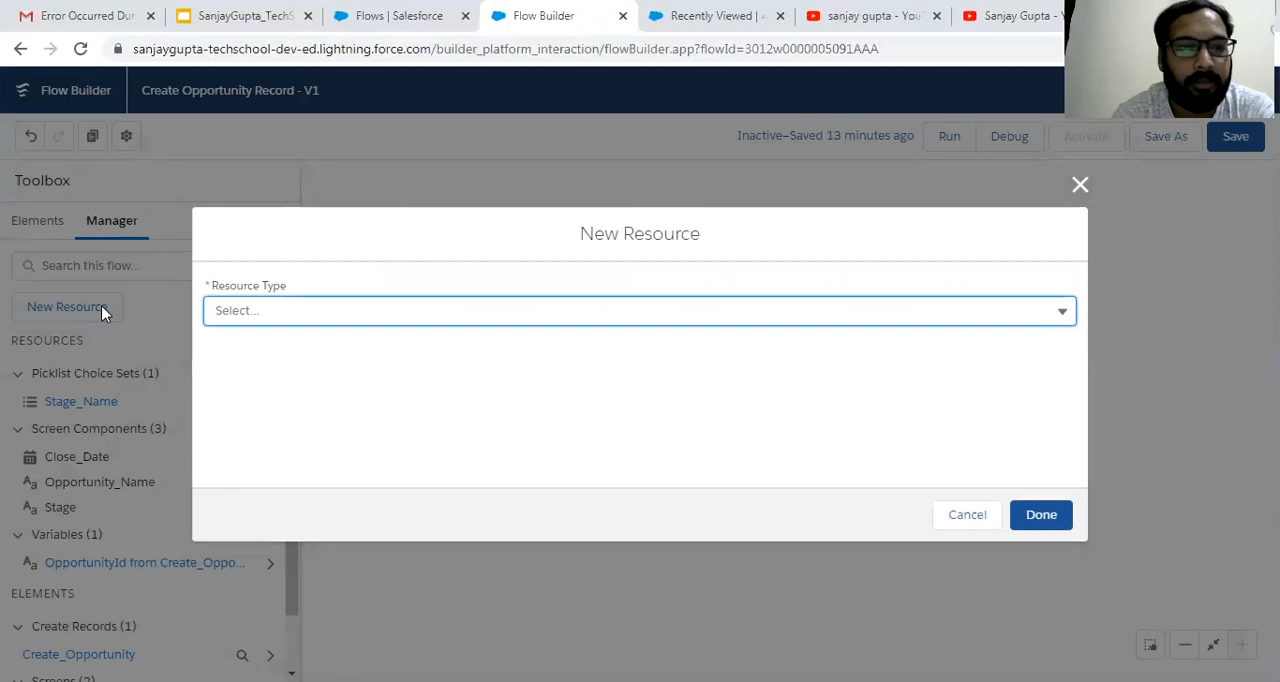 Error Occurred Dur
SanjayGupta_TechS
Flows | Salesforce
Flow Builder
Recently Viewed |
sanjay gupta - YouT
Sanjay Gupta - Y
sanjaygupta-techschool-dev-ed.lightning.force.com/builder_platform_interaction/flowBuilder.app?flowId=3012w0000005091AAA
Flow Builder
Create Opportunity Record - V1
Inactive—Saved 13 minutes ago
Run
Debug
Activate
Save As
Save
Toolbox
Elements
Manager
Search this flow...
New Resource
RESOURCES
Picklist Choice Sets (1)
Stage_Name
Screen Components (3)
Close_Date
Opportunity_Name
Stage
Variables (1)
OpportunityId from Create_Oppo...
ELEMENTS
Create Records (1)
Create_Opportunity
Screens (2)
New Resource
* Resource Type
Select...
Cancel
Done